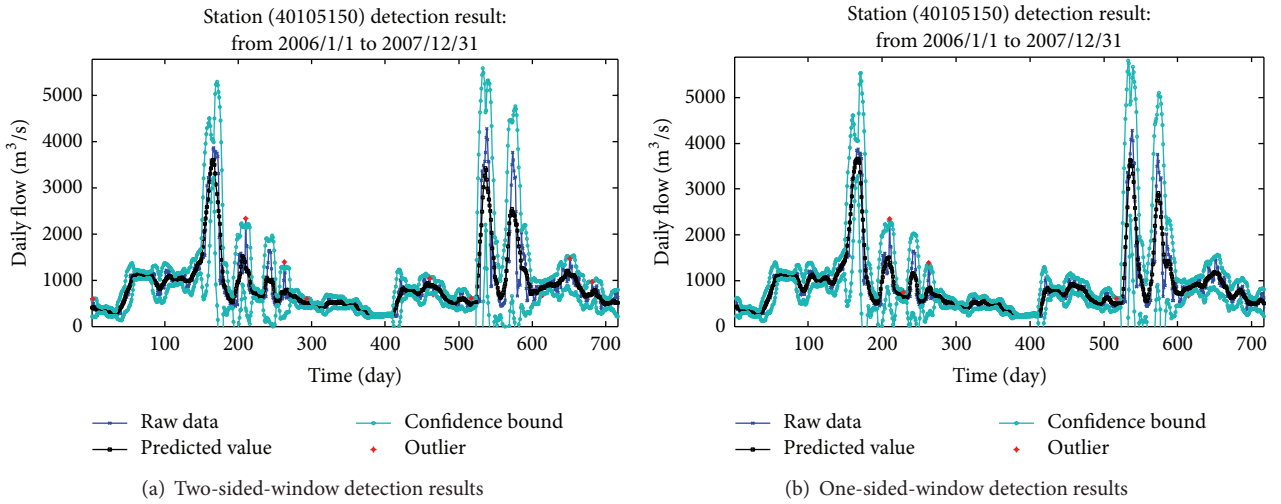 Station (40105150) detection result:
from 2006/1/1 to 2007/12/31
Daily flow (m³/s)
5000
4000
3000
2000
1000
0
100
200
300
400
500
600
700
Time (day)
Raw data
Predicted value
Confidence bound
Outlier
(a) Two-sided-window detection results
Station (40105150) detection result:
from 2006/1/1 to 2007/12/31
Daily flow (m³/s)
5000
4000
3000
2000
1000
0
100
200
300
400
500
600
700
Time (day)
Raw data
Predicted value
Confidence bound
Outlier
(b) One-sided-window detection results